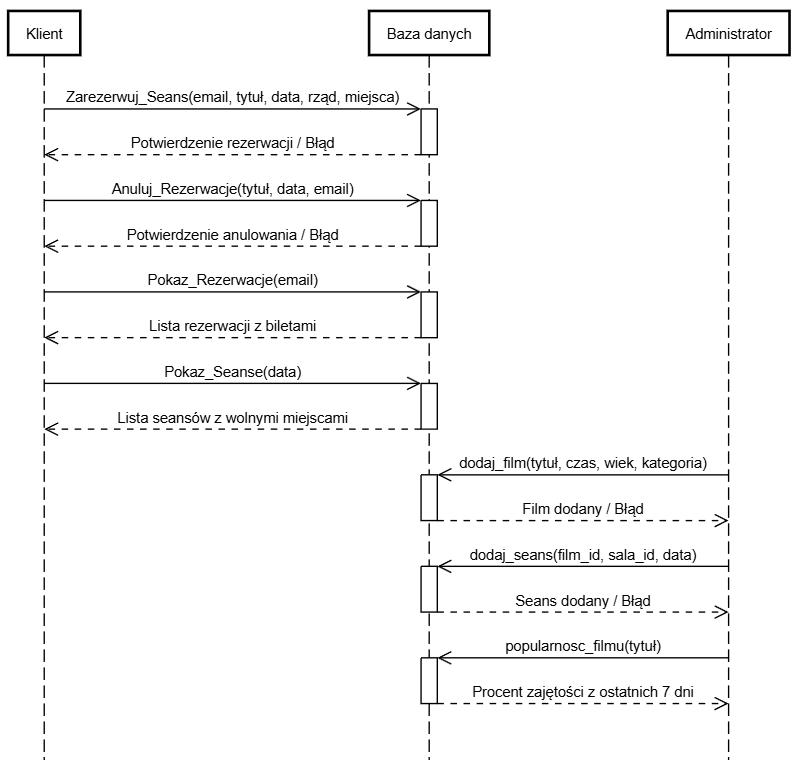 Klient
Baza danych
Administrator
Zarezerwuj_Seans(email, tytuł, data, rząd, miejsca)
Potwierdzenie rezerwacji / Błąd
Anuluj_Rezerwacje(tytuł, data, email)
Potwierdzenie anulowania / Błąd
Pokaz_Rezerwacje(email)
Lista rezerwacji z biletami
Pokaz_Seanse(data)
Lista seansów z wolnymi miejscami
dodaj_film(tytuł, czas, wiek, kategoria)
Film dodany / Błąd
dodaj_seans(film_id, sala_id, data)
Seans dodany / Błąd
popularnosc_filmu(tytuł)
Procent zajętości z ostatnich 7 dni